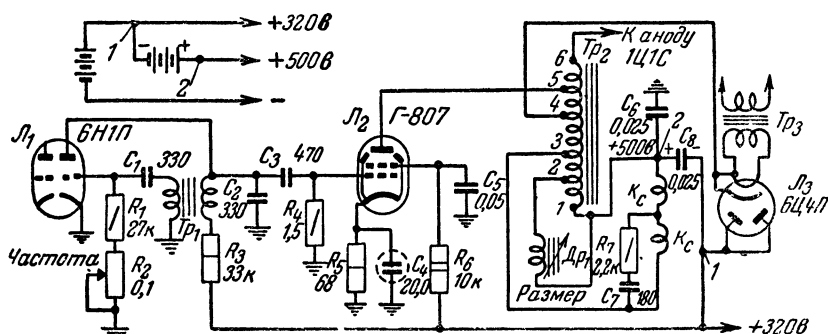 +320в
1
- +
+500в
2
-
К аноду
1Ц1С
6
Тр2
5
4
3
2
1
Л1
6Н1П
Л2
Г-807
C1
330
C3
470
C2
330
Тр1
R1
27к
Частота
R2
0,1
R3
33к
R4
1,5
R5
68
C4
20,0
R6
10к
C5
0,05
C6
0,025
+500в
2
+ C8 -
0,025
Тр3
Л3
6Ц4П
Kc
Kc
Др1
Размер
R7
2,2к
C7
180
1
+320в